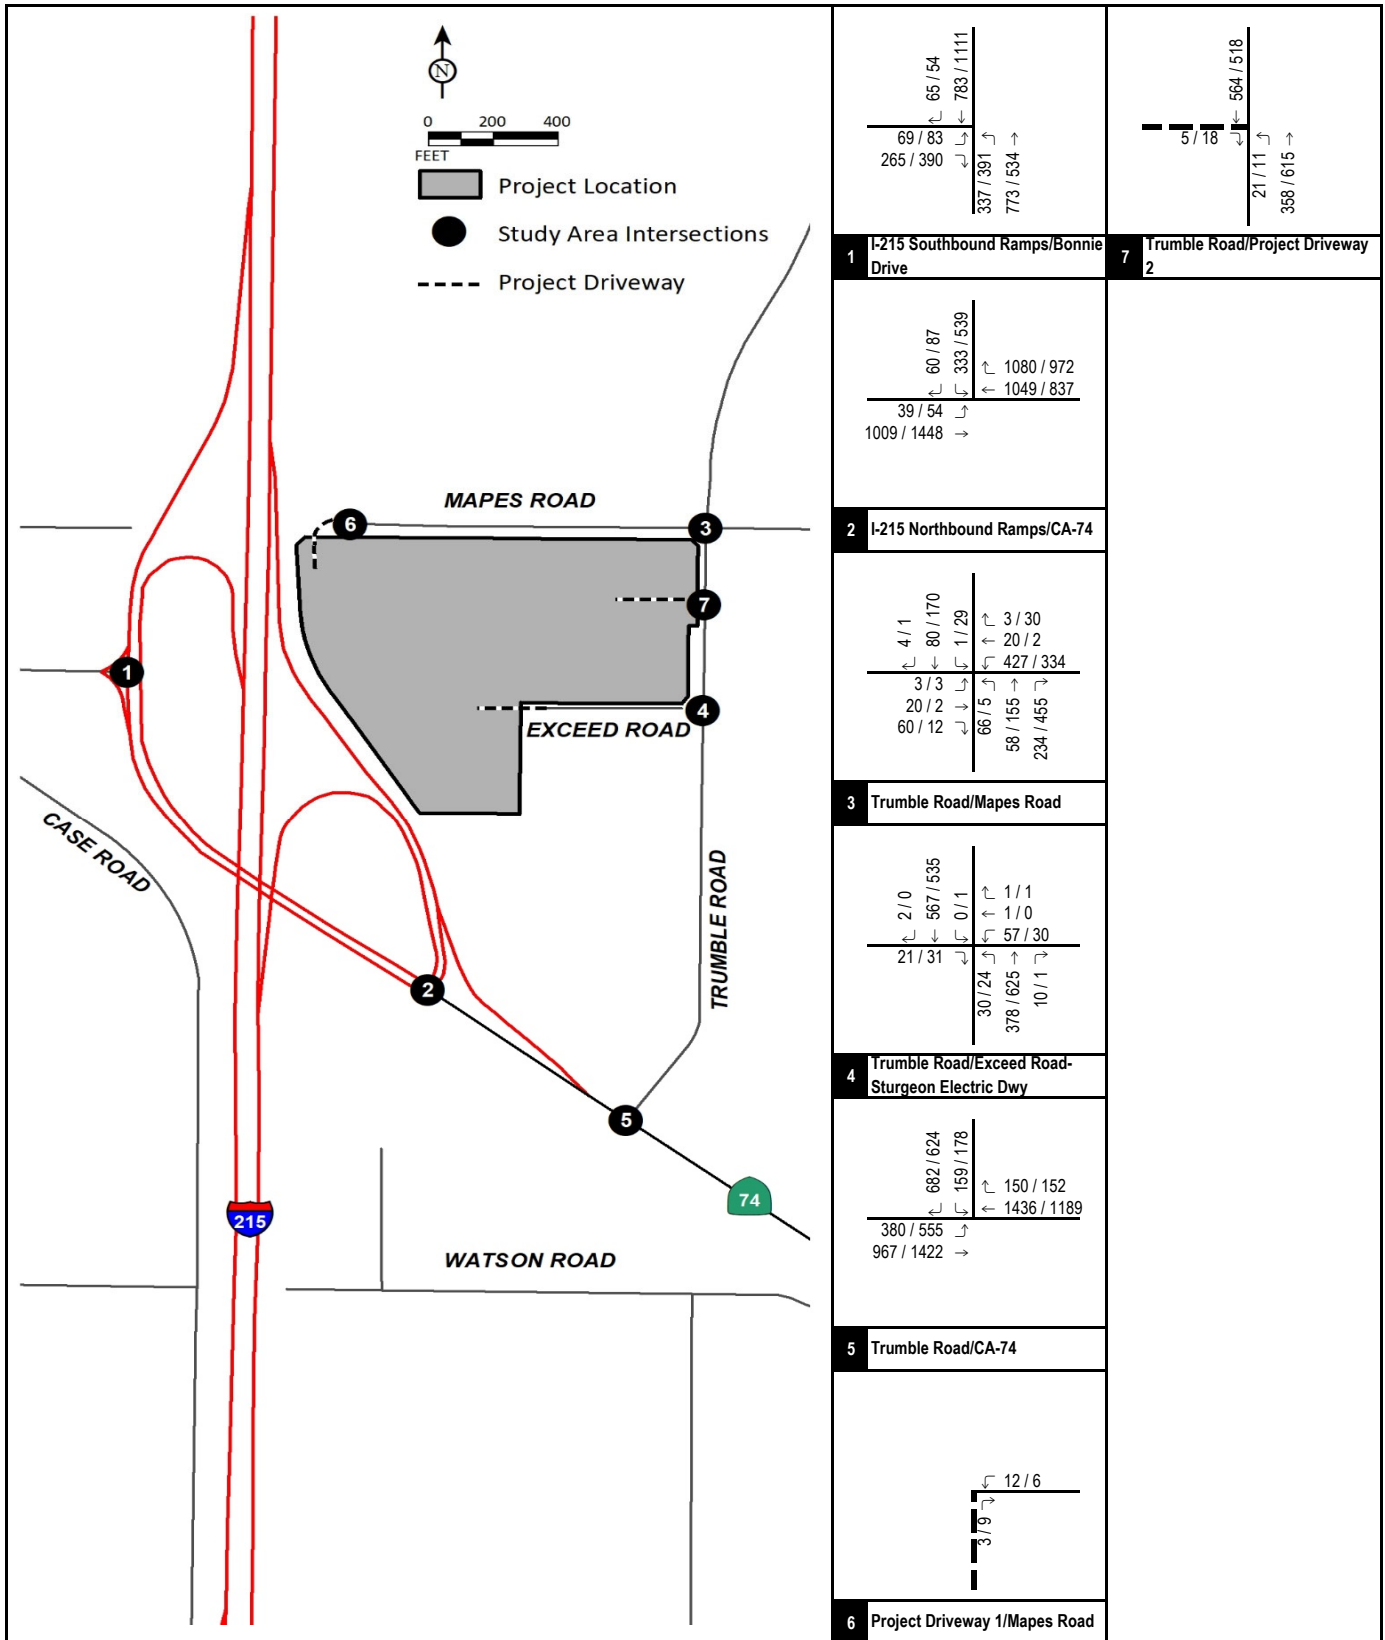 N
0 200 400
FEET
Project Location
Study Area Intersections
Project Driveway
MAPES ROAD
6
3
7
1
4
EXCEED ROAD
CASE ROAD
TRUMBLE ROAD
2
5
74
215
WATSON ROAD
65 / 54
783 / 1111
69 / 83
265 / 390
337 / 391
773 / 534
1 I-215 Southbound Ramps/Bonnie
Drive
564 / 518
5 / 18
21 / 11
358 / 615
7 Trumble Road/Project Driveway
2
60 / 87
333 / 539
1080 / 972
1049 / 837
39 / 54
1009 / 1448
2 I-215 Northbound Ramps/CA-74
4 / 1
80 / 170
1 / 29
3 / 30
20 / 2
427 / 334
3 / 3
20 / 2
60 / 12
66 / 5
58 / 155
234 / 455
3 Trumble Road/Mapes Road
2 / 0
567 / 535
0 / 1
1 / 1
1 / 0
57 / 30
21 / 31
30 / 24
378 / 625
10 / 1
4 Trumble Road/Exceed Road-
Sturgeon Electric Dwy
682 / 624
159 / 178
150 / 152
1436 / 1189
380 / 555
967 / 1422
5 Trumble Road/CA-74
12 / 6
3 / 9
6 Project Driveway 1/Mapes Road